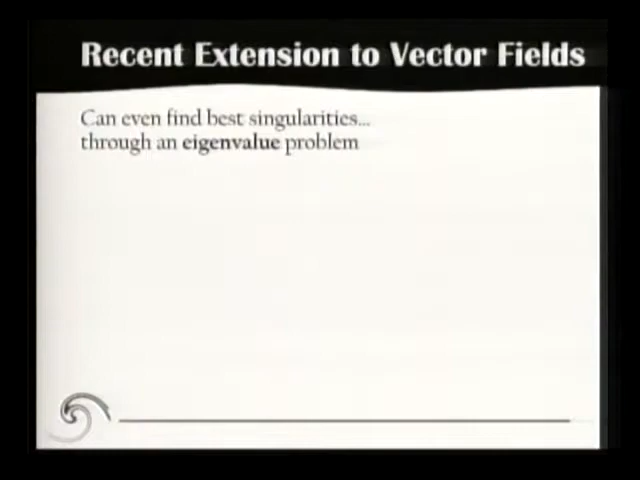 Recent Extension to Vector Fields
Can even find best singularities...
through an eigenvalue problem